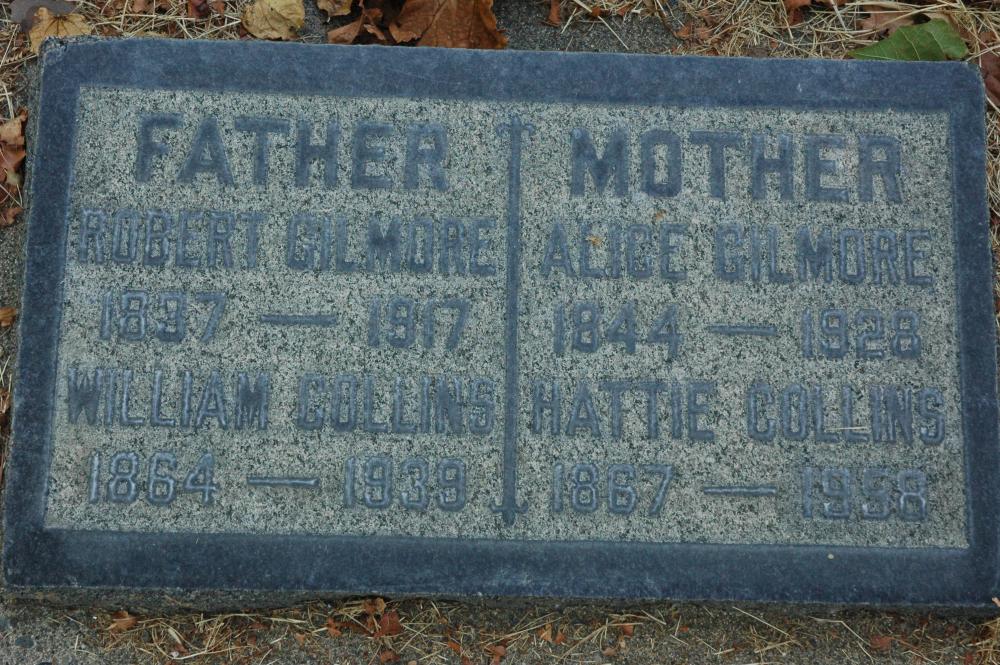 FATHER
ROBERT GILMORE
1837 — 1917
WILLIAM COLLINS
1864 — 1939
MOTHER
ALICE GILMORE
1844 — 1928
HATTIE COLLINS
1867 — 1958